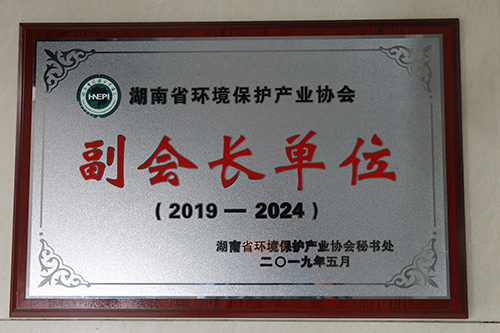 HNEPI
湖南省环境保护产业协会
副会长单位
(2019—2024)
湖南省环境保护产业协会秘书处
二〇一九年五月